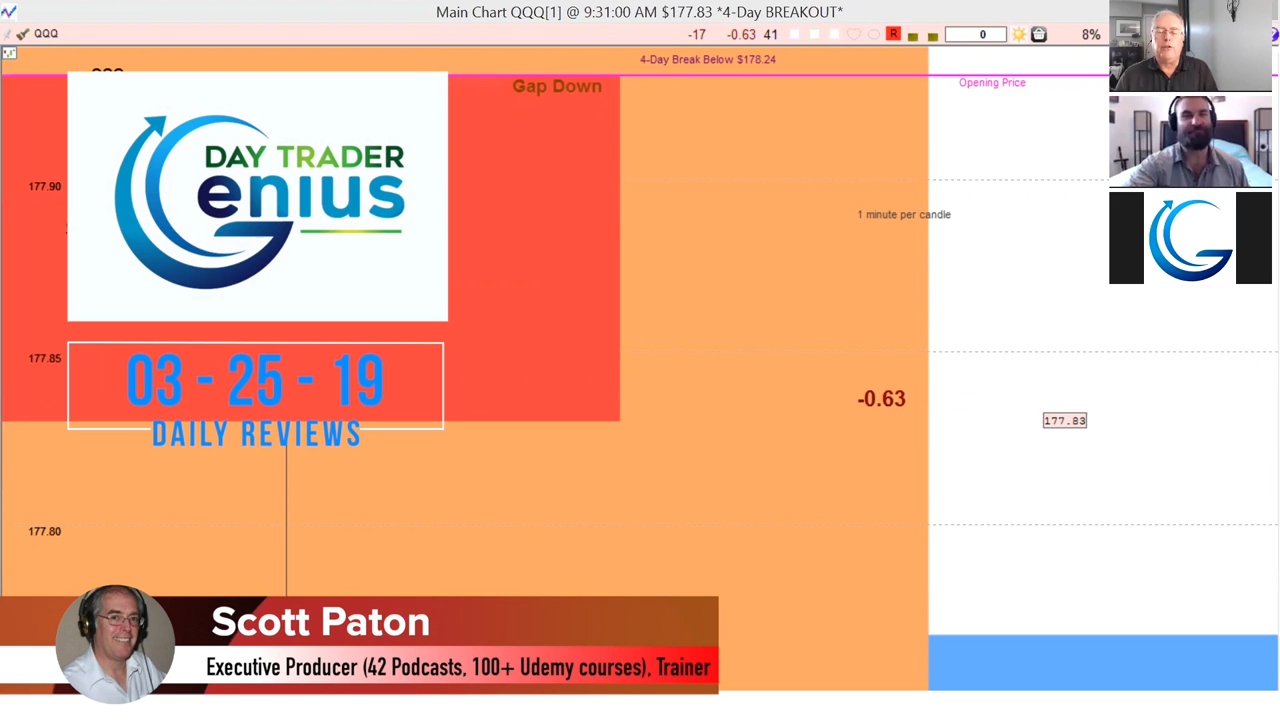 Main Chart QQQ[1] @ 9:31:00 AM $177.83 *4-Day BREAKOUT*
QQQ
-17
-0.63
41
R
0
8%
4-Day Break Below $178.24
Opening Price
Gap Down
DAY TRADER
Genius
177.90
1 minute per candle
177.85
03 - 25 - 19
DAILY REVIEWS
-0.63
177.83
177.80
Scott Paton
Executive Producer (42 Podcasts, 100+ Udemy courses), Trainer